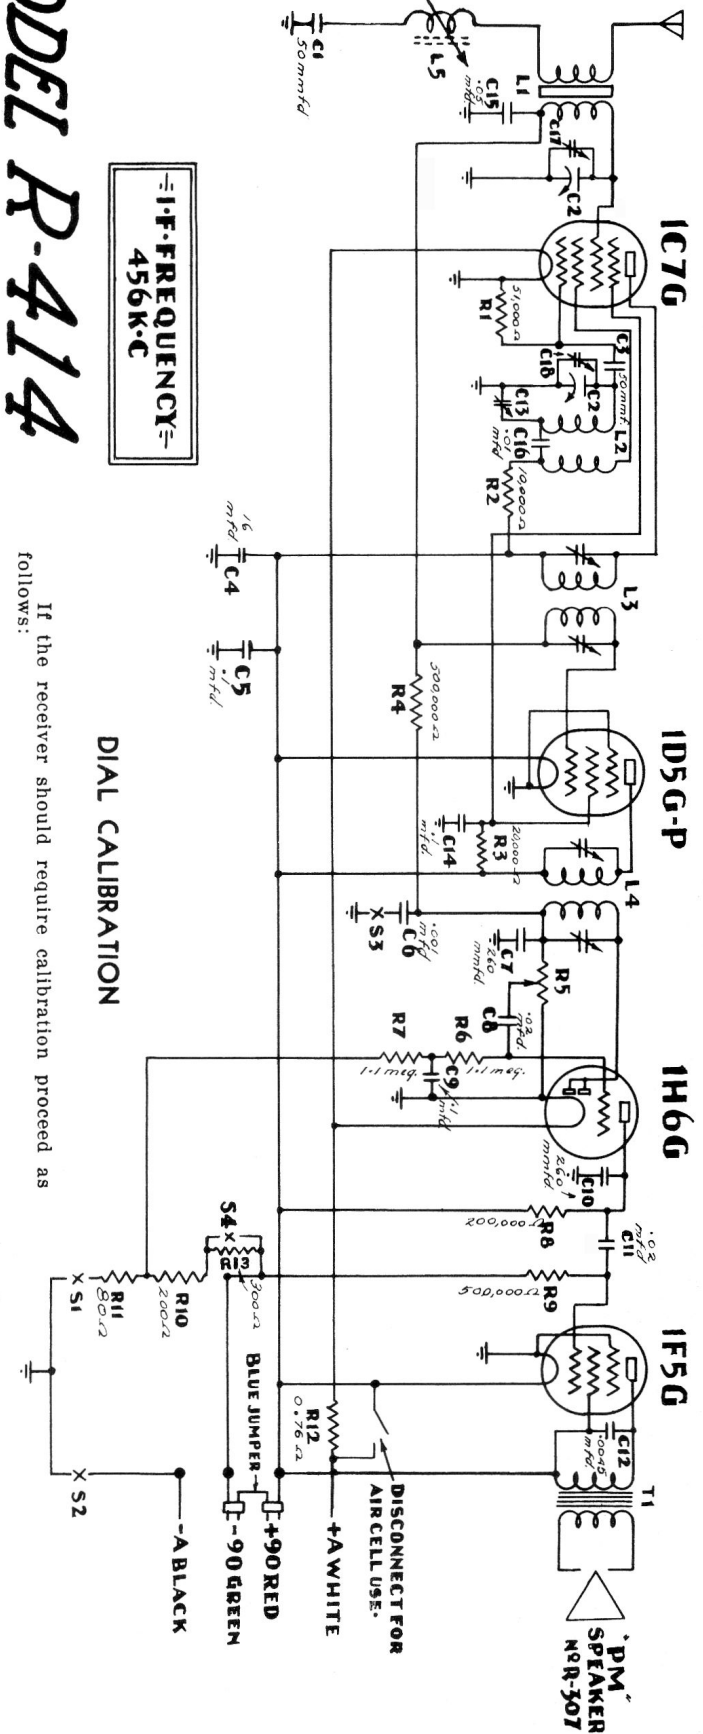 MODEL R-414
=I·F·FREQUENCY=
456 K·C
1C7G
1D5G-P
1H6G
1F5G
C1
50mmfd
L5
C15
.05
mfd.
L1
C17
C2
R1
51,000Ω
C3
50mmf.
C18
C2
L2
C13
C16
.01
mfd
R2
10,000Ω
16
mfd.
C4
C5
.1
mfd.
L3
R4
500,000Ω
C14
.1
mfd.
R3
20,000Ω
L4
S3
C6
.001
mfd
C7
.260
mmfd.
R5
C8
.02
mfd.
R7
1.1 meg.
R6
1.1 meg.
C9
.1
mfd
C10
260
mmfd
C11
.02
mfd
R8
200,000Ω
R9
500,000Ω
C12
.0045
mfd.
T1
"PM"
SPEAKER
NºR-307
S4
R13
300Ω
S1
R11
80Ω
R10
200Ω
S2
BLUE JUMPER
R12
0.76Ω
DISCONNECT FOR
AIR CELL USE.
+A WHITE
+90 RED
-90 GREEN
-A BLACK
DIAL CALIBRATION
If the receiver should require calibration proceed as
follows: